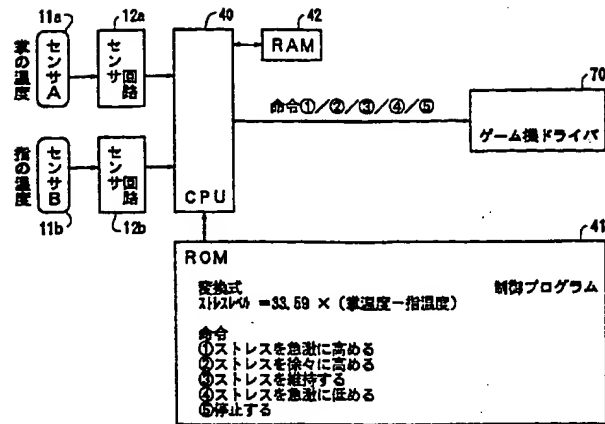 11a
12a
40
42
掌の温度
センサA
センサ回路
RAM
70
命令①/②/③/④/⑤
ゲーム機ドライバ
指の温度
センサB
センサ回路
CPU
11b
12b
41
ROM
変換式
制御プログラム
ｽﾄﾚｽﾚﾍﾞﾙ =33.59 × (掌温度−指温度)
命令
①ストレスを急激に高める
②ストレスを徐々に高める
③ストレスを維持する
④ストレスを急激に低める
⑤停止する